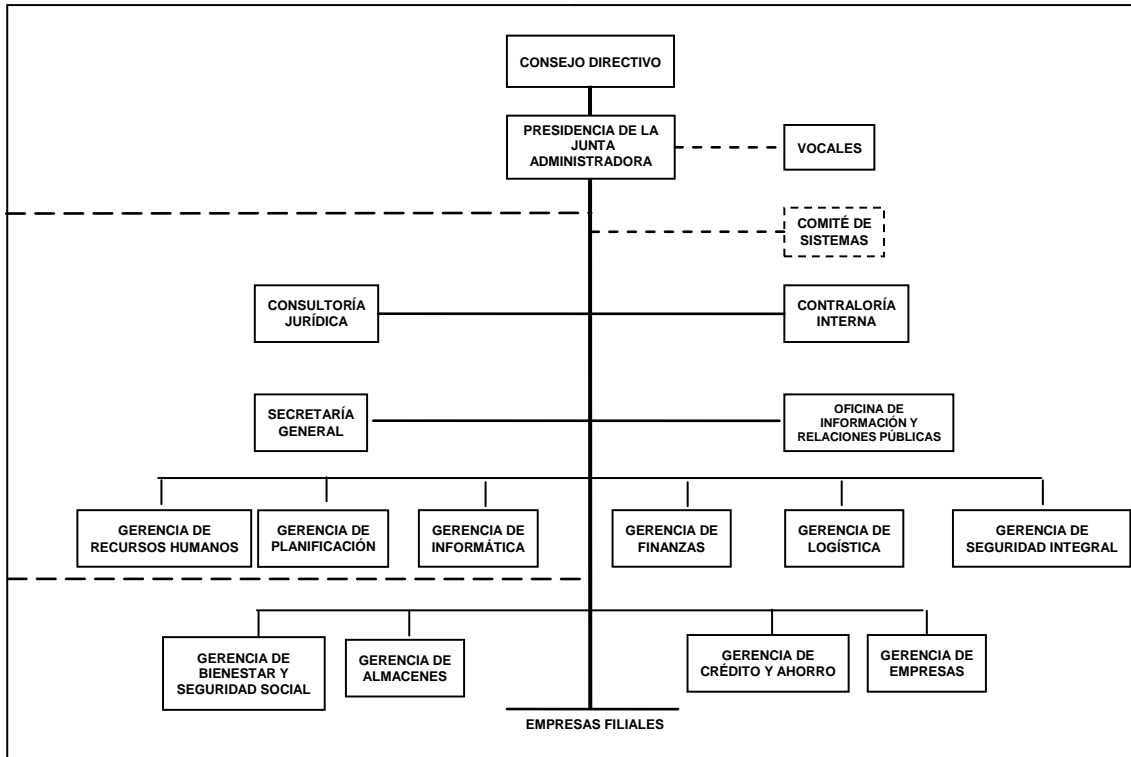 CONSEJO DIRECTIVO
PRESIDENCIA DE LA
JUNTA
ADMINISTRADORA
VOCALES
COMITÉ DE
SISTEMAS
CONSULTORÍA
JURÍDICA
CONTRALORÍA
INTERNA
SECRETARÍA
GENERAL
OFICINA DE
INFORMACIÓN Y
RELACIONES PÚBLICAS
GERENCIA DE
RECURSOS HUMANOS
GERENCIA DE
PLANIFICACIÓN
GERENCIA DE
INFORMÁTICA
GERENCIA DE
FINANZAS
GERENCIA DE
LOGÍSTICA
GERENCIA DE
SEGURIDAD INTEGRAL
GERENCIA DE
BIENESTAR Y
SEGURIDAD SOCIAL
GERENCIA DE
ALMACENES
GERENCIA DE
CRÉDITO Y AHORRO
GERENCIA DE
EMPRESAS
EMPRESAS FILIALES